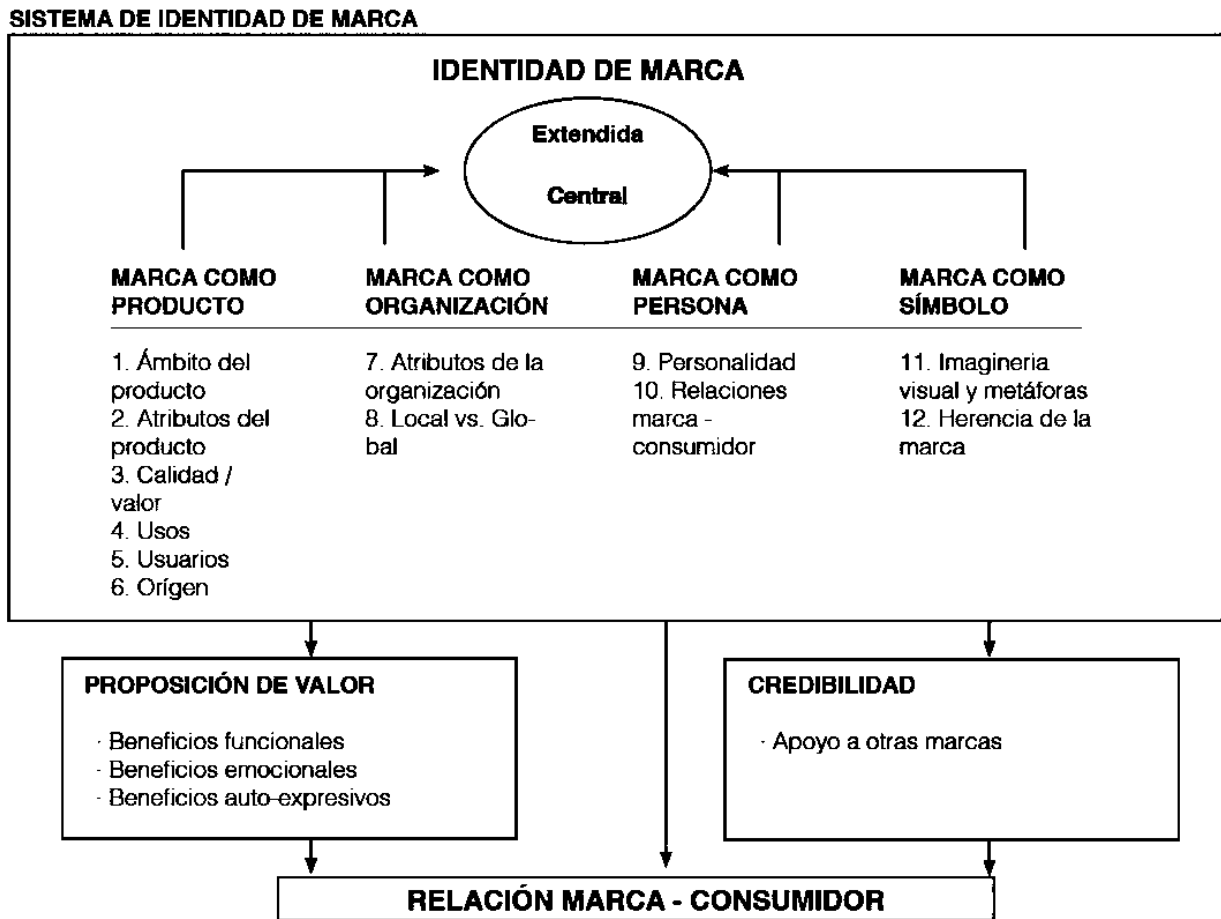 SISTEMA DE IDENTIDAD DE MARCA
IDENTIDAD DE MARCA
Extendida
Central
MARCA COMO
PRODUCTO
1. Ámbito del
producto
2. Atributos del
producto
3. Calidad /
valor
4. Usos
5. Usuarios
6. Orígen
MARCA COMO
ORGANIZACIÓN
7. Atributos de la
organización
8. Local vs. Glo-
bal
MARCA COMO
PERSONA
9. Personalidad
10. Relaciones
marca -
consumidor
MARCA COMO
SÍMBOLO
11. Imagineria
visual y metáforas
12. Herencia de la
marca
PROPOSICIÓN DE VALOR
· Beneficios funcionales
· Beneficios emocionales
· Beneficios auto-expresivos
CREDIBILIDAD
· Apoyo a otras marcas
RELACIÓN MARCA - CONSUMIDOR